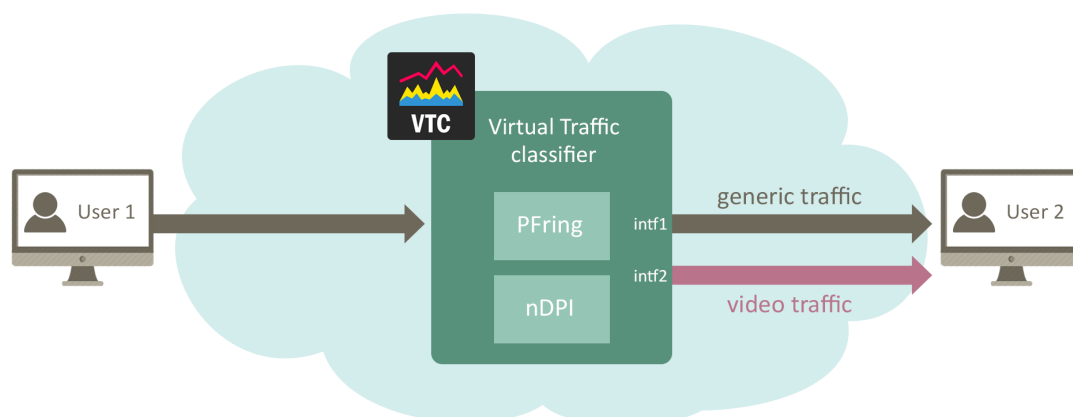 VTC
Virtual Traffic
classifier
User 1
PFring
nDPI
intf1
intf2
generic traffic
video traffic
User 2